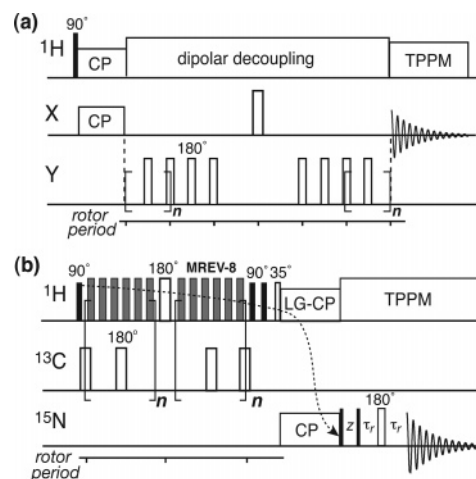 (a)
90°
¹H
CP
dipolar decoupling
TPPM
X
CP
180°
Y
n
n
rotor
period
(b)
MREV-8
90°
180°
90° 35°
¹H
LG-CP
TPPM
¹³C
180°
n
n
180°
¹⁵N
CP
z
τr
τr
rotor
period